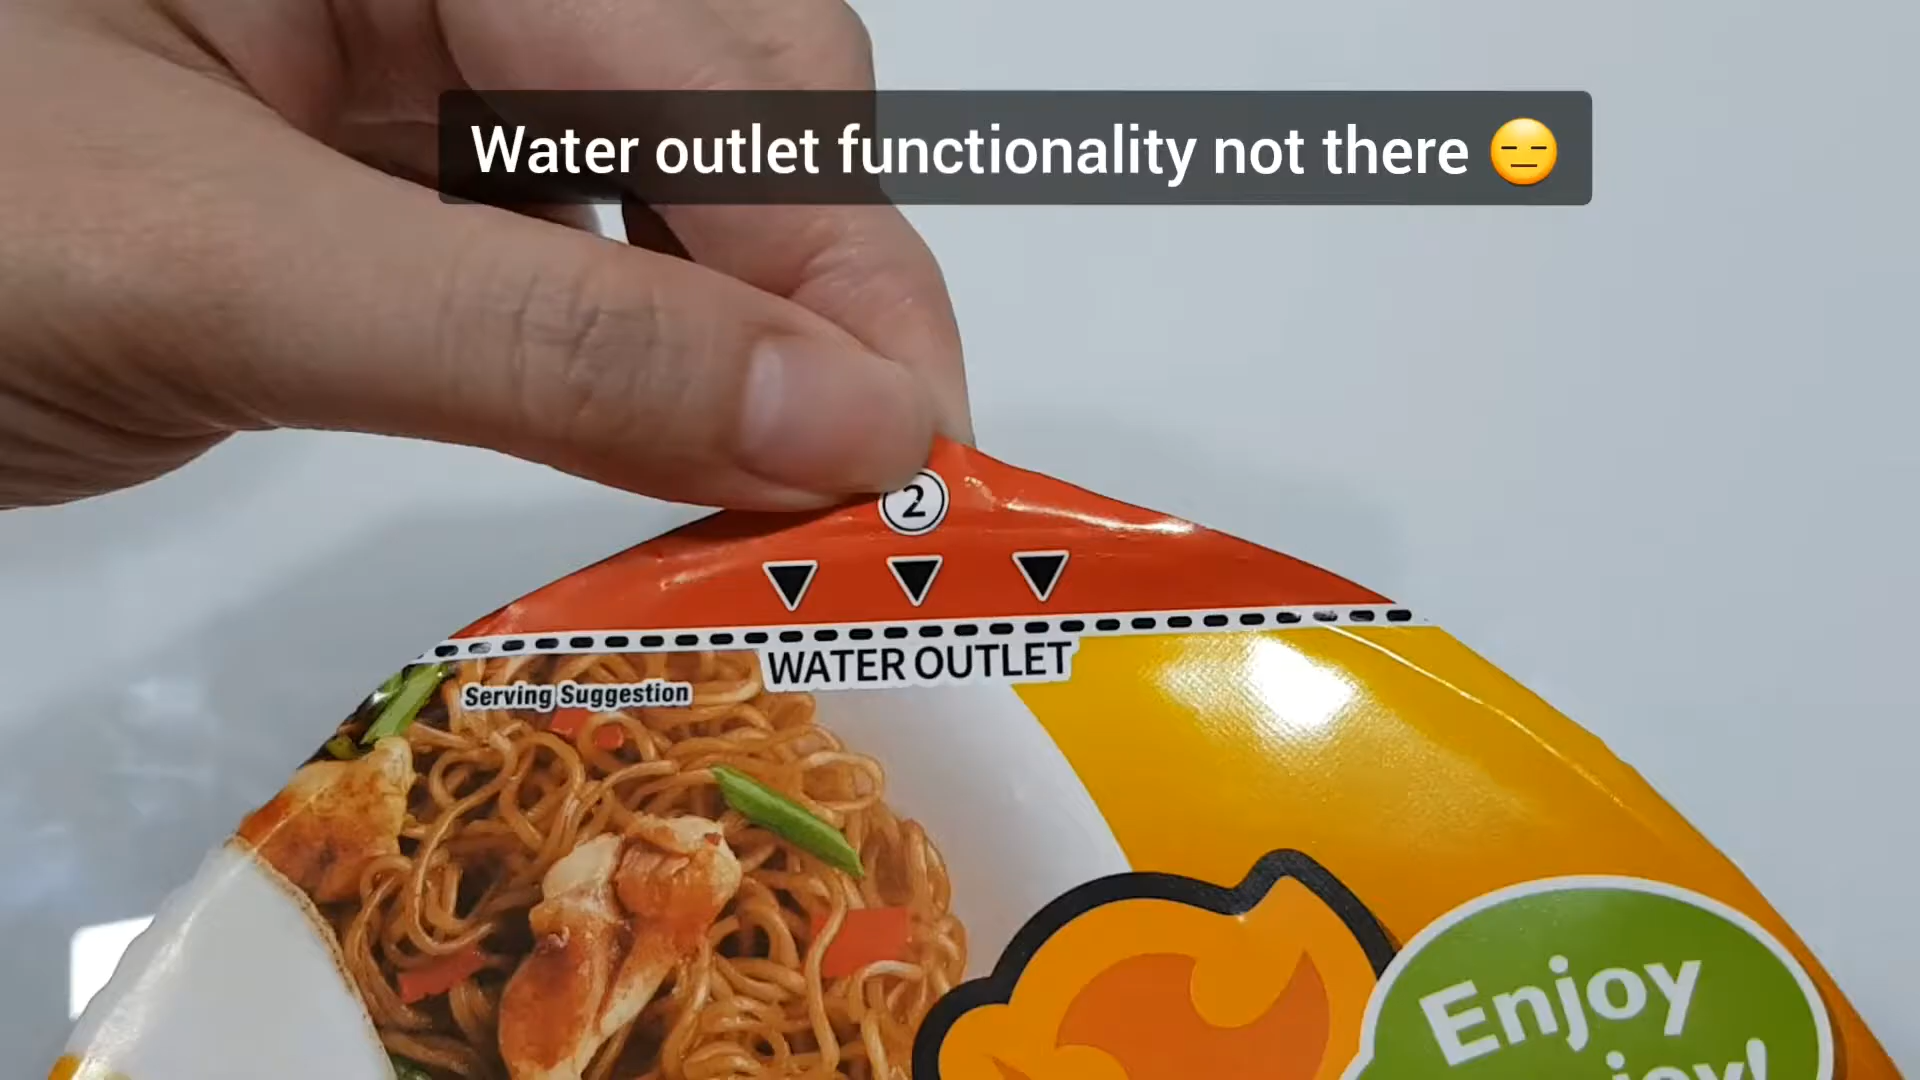 Water outlet functionality not there 😑
2
WATER OUTLET
Serving Suggestion
Enjoy